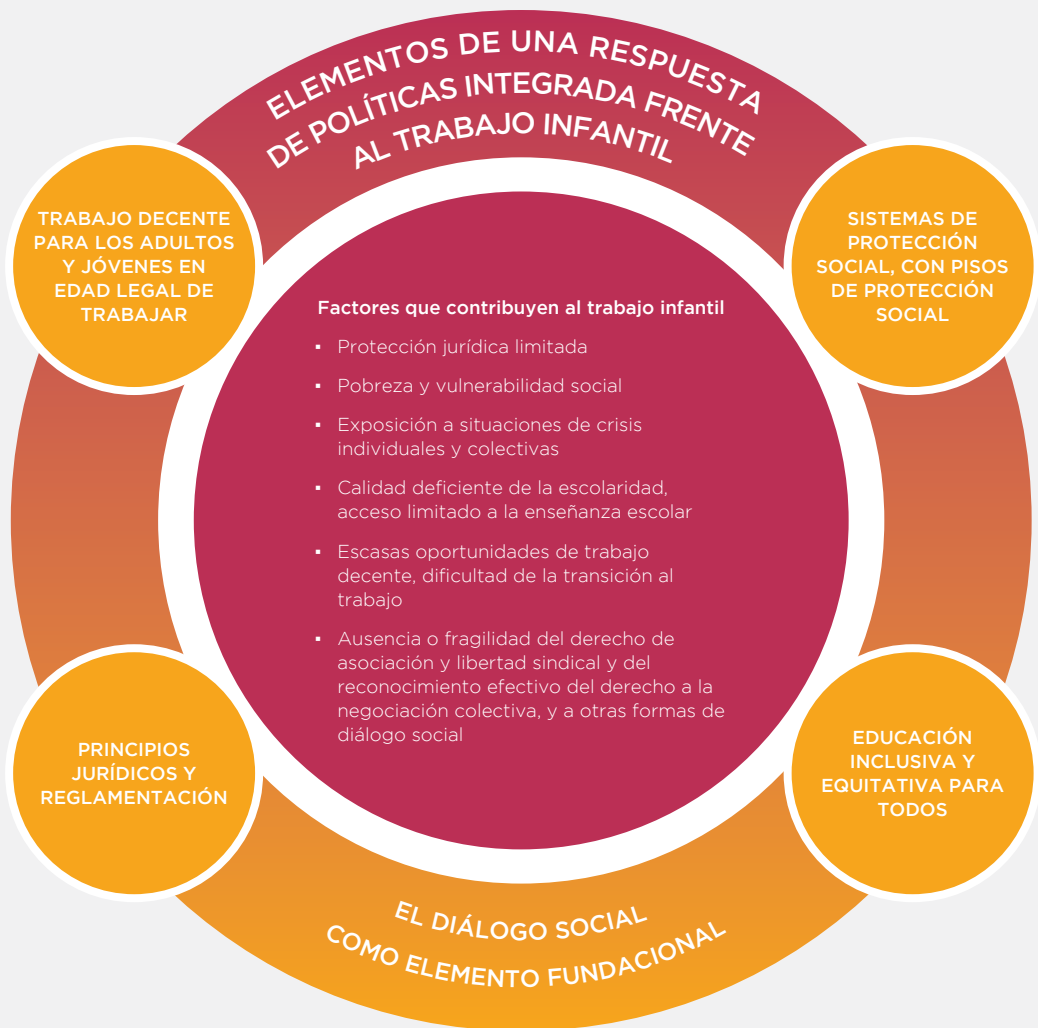 ELEMENTOS DE UNA RESPUESTA
DE POLÍTICAS INTEGRADA FRENTE
AL TRABAJO INFANTIL
TRABAJO DECENTE
PARA LOS ADULTOS
Y JÓVENES EN
EDAD LEGAL DE
TRABAJAR
SISTEMAS DE
PROTECCIÓN
SOCIAL, CON PISOS
DE PROTECCIÓN
SOCIAL
Factores que contribuyen al trabajo infantil
▪ Protección jurídica limitada
▪ Pobreza y vulnerabilidad social
▪ Exposición a situaciones de crisis
individuales y colectivas
▪ Calidad deficiente de la escolaridad,
acceso limitado a la enseñanza escolar
▪ Escasas oportunidades de trabajo
decente, dificultad de la transición al
trabajo
▪ Ausencia o fragilidad del derecho de
asociación y libertad sindical y del
reconocimiento efectivo del derecho a la
negociación colectiva, y a otras formas de
diálogo social
PRINCIPIOS
JURÍDICOS Y
REGLAMENTACIÓN
EDUCACIÓN
INCLUSIVA Y
EQUITATIVA PARA
TODOS
EL DIÁLOGO SOCIAL
COMO ELEMENTO FUNDACIONAL